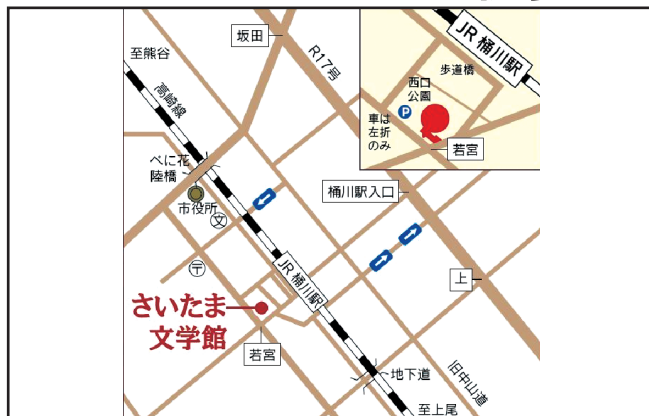 坂田
R17号
至熊谷
高崎線
べに花
陸橋
市役所
文
〒
桶川駅入口
上
JR 桶川駅
さいたま
文学館
若宮
地下道
旧中山道
至上尾
JR 桶川駅
歩道橋
西口
公園
P
車は
左折
のみ
若宮